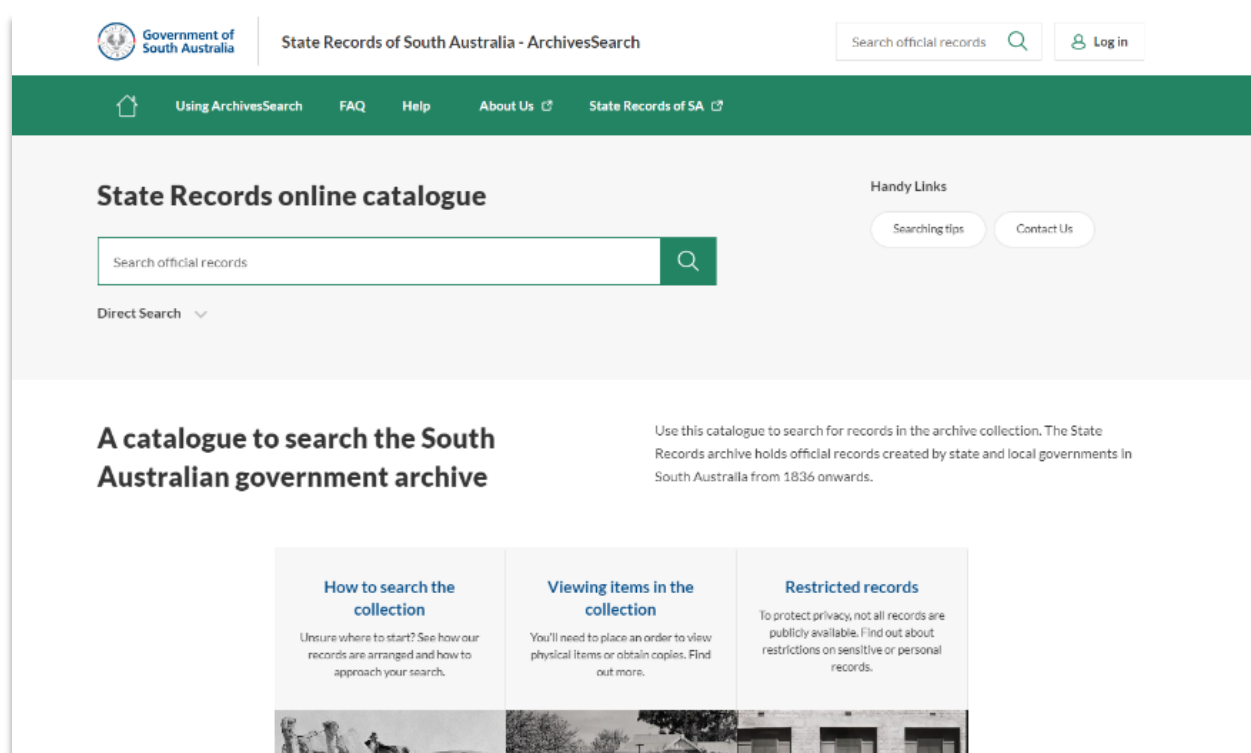 Government of
South Australia
State Records of South Australia - ArchivesSearch
Search official records
Log in
Using ArchivesSearch
FAQ
Help
About Us
State Records of SA
State Records online catalogue
Search official records
Direct Search
Handy Links
Searching tips
Contact Us
A catalogue to search the South
Australian government archive
Use this catalogue to search for records in the archive collection. The State
Records archive holds official records created by state and local governments in
South Australia from 1836 onwards.
How to search the
collection
Unsure where to start? See how our
records are arranged and how to
approach your search.
Viewing items in the
collection
You'll need to place an order to view
physical items or obtain copies. Find
out more.
Restricted records
To protect privacy, not all records are
publicly available. Find out about
restrictions on sensitive or personal
records.